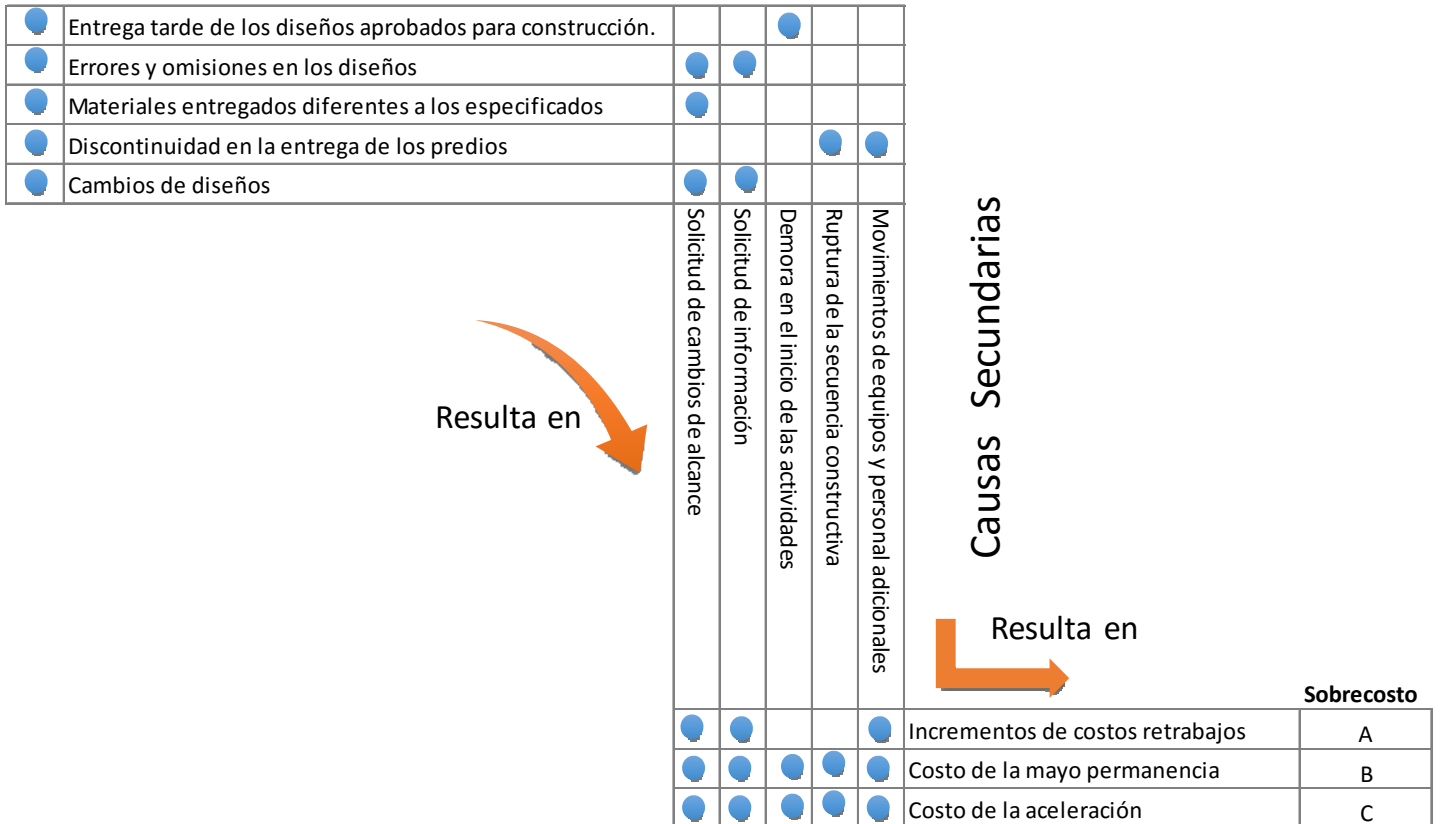 Entrega tarde de los diseños aprobados para construcción.
Errores y omisiones en los diseños
Materiales entregados diferentes a los especificados
Discontinuidad en la entrega de los predios
Cambios de diseños
Solicitud de cambios de alcance
Solicitud de información
Demora en el inicio de las actividades
Ruptura de la secuencia constructiva
Movimientos de equipos y personal adicionales
Causas Secundarias
Resulta en
Resulta en
Sobrecosto
Incrementos de costos retrabajos A
Costo de la mayo permanencia B
Costo de la aceleración C